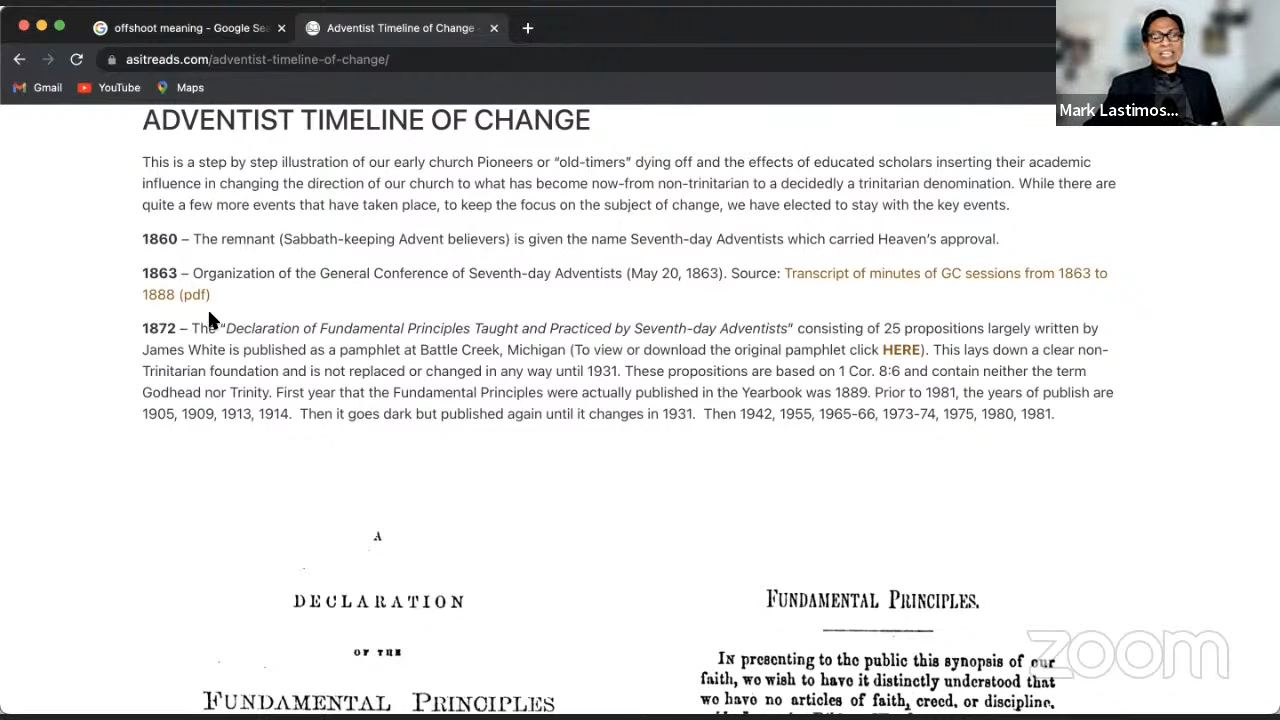 offshoot meaning - Google Se
Adventist Timeline of Change
asitreads.com/adventist-timeline-of-change/
Gmail
YouTube
Maps
Mark Lastimos...
ADVENTIST TIMELINE OF CHANGE
This is a step by step illustration of our early church Pioneers or “old-timers” dying off and the effects of educated scholars inserting their academic
influence in changing the direction of our church to what has become now-from non-trinitarian to a decidedly a trinitarian denomination. While there are
quite a few more events that have taken place, to keep the focus on the subject of change, we have elected to stay with the key events.
1860 – The remnant (Sabbath-keeping Advent believers) is given the name Seventh-day Adventists which carried Heaven’s approval.
1863 – Organization of the General Conference of Seventh-day Adventists (May 20, 1863). Source: Transcript of minutes of GC sessions from 1863 to
1888 (pdf)
1872 – The “Declaration of Fundamental Principles Taught and Practiced by Seventh-day Adventists” consisting of 25 propositions largely written by
James White is published as a pamphlet at Battle Creek, Michigan (To view or download the original pamphlet click HERE). This lays down a clear non-
Trinitarian foundation and is not replaced or changed in any way until 1931. These propositions are based on 1 Cor. 8:6 and contain neither the term
Godhead nor Trinity. First year that the Fundamental Principles were actually published in the Yearbook was 1889. Prior to 1981, the years of publish are
1905, 1909, 1913, 1914. Then it goes dark but published again until it changes in 1931. Then 1942, 1955, 1965-66, 1973-74, 1975, 1980, 1981.
A
DECLARATION
OF THE
FUNDAMENTAL PRINCIPLES
FUNDAMENTAL PRINCIPLES.
IN presenting to the public this synopsis of our
faith, we wish to have it distinctly understood that
we have no articles of faith, creed, or discipline,
zoom